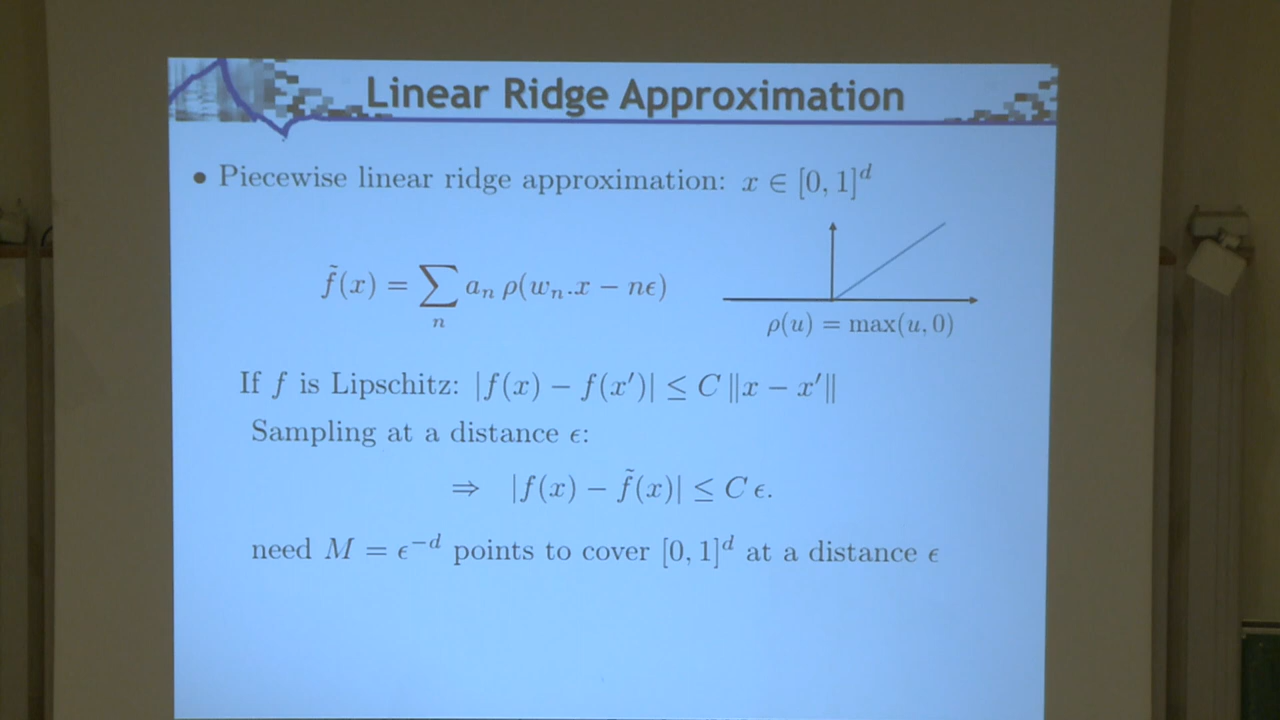 Linear Ridge Approximation
• Piecewise linear ridge approximation: x ∈ [0, 1]^d
f̃(x) = ∑_n a_n ρ(w_n.x − nϵ)
ρ(u) = max(u, 0)
If f is Lipschitz: |f(x) − f(x′)| ≤ C ‖x − x′‖
Sampling at a distance ϵ:
⇒ |f(x) − f̃(x)| ≤ C ϵ.
need M = ϵ^{−d} points to cover [0, 1]^d at a distance ϵ